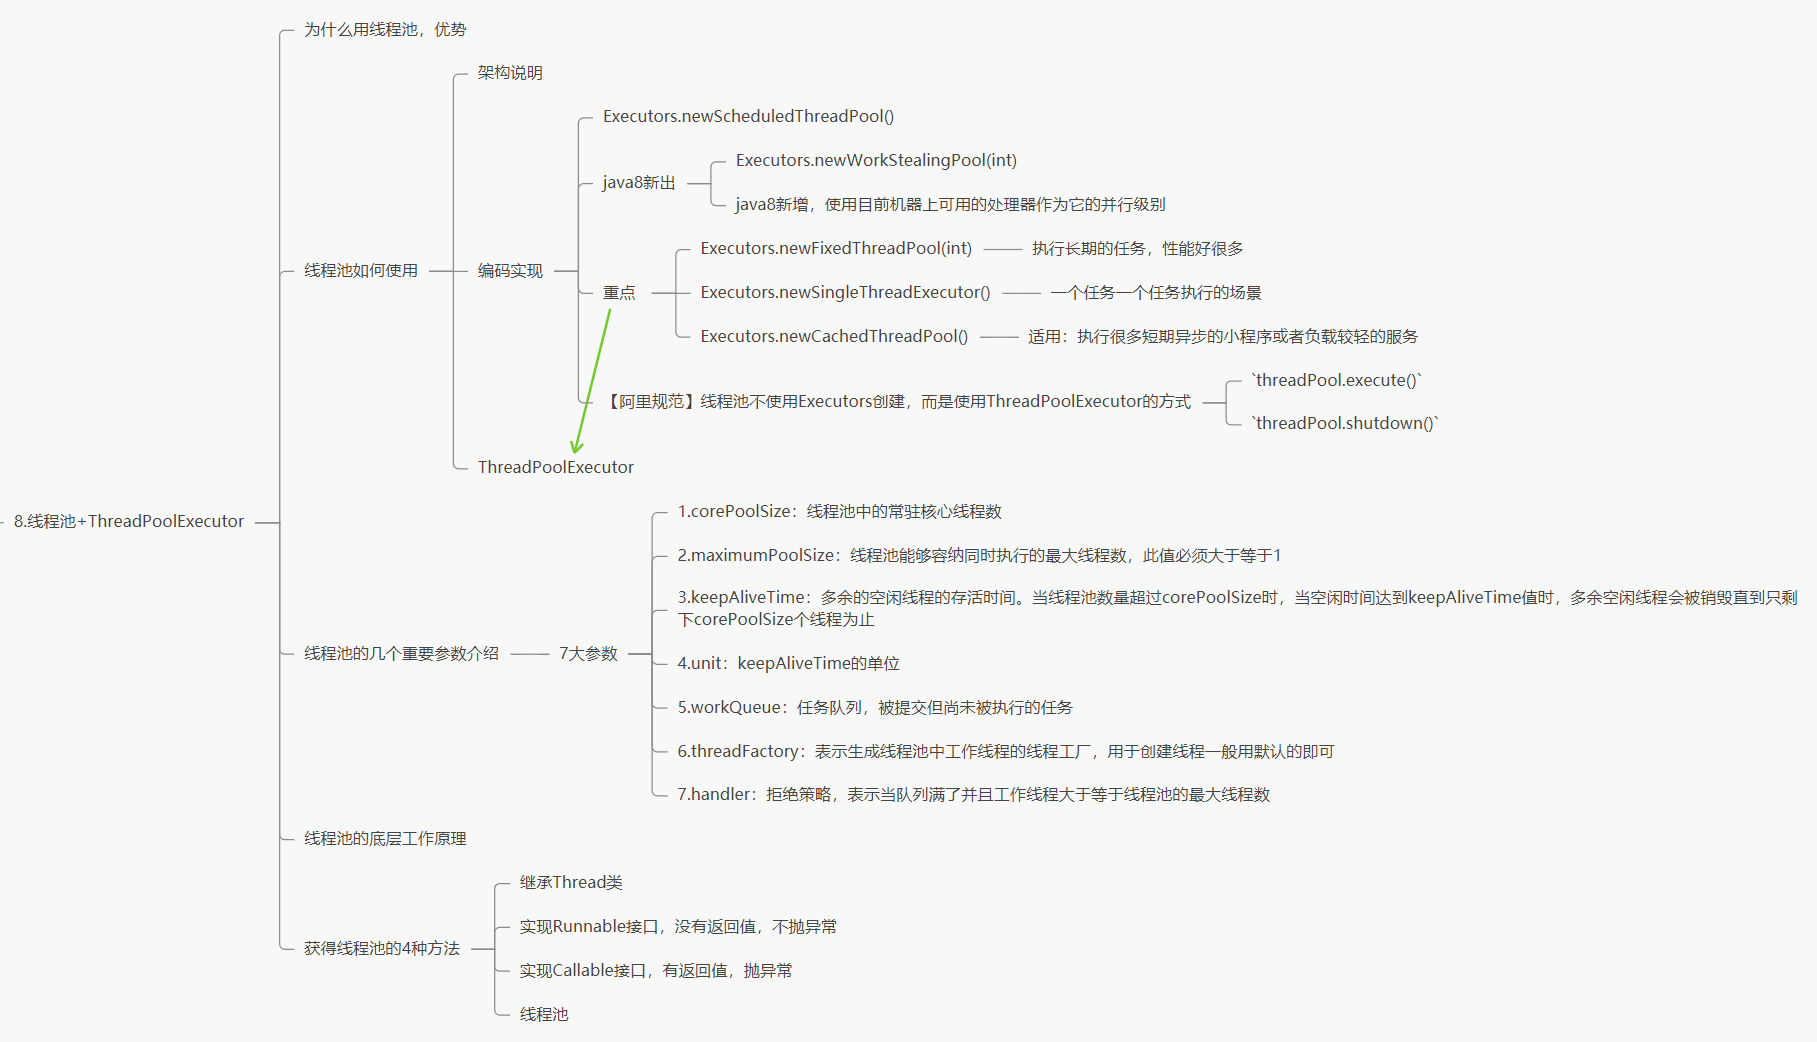 为什么用线程池，优势
架构说明
Executors.newScheduledThreadPool()
Executors.newWorkStealingPool(int)
java8新出
java8新增，使用目前机器上可用的处理器作为它的并行级别
Executors.newFixedThreadPool(int)
执行长期的任务，性能好很多
线程池如何使用
编码实现
重点
Executors.newSingleThreadExecutor()
一个任务一个任务执行的场景
Executors.newCachedThreadPool()
适用：执行很多短期异步的小程序或者负载较轻的服务
`threadPool.execute()`
【阿里规范】线程池不使用Executors创建，而是使用ThreadPoolExecutor的方式
`threadPool.shutdown()`
ThreadPoolExecutor
8.线程池+ThreadPoolExecutor
1.corePoolSize：线程池中的常驻核心线程数
2.maximumPoolSize：线程池能够容纳同时执行的最大线程数，此值必须大于等于1
3.keepAliveTime：多余的空闲线程的存活时间。当线程池数量超过corePoolSize时，当空闲时间达到keepAliveTime值时，多余空闲线程会被销毁直到只剩
下corePoolSize个线程为止
线程池的几个重要参数介绍
7大参数
4.unit：keepAliveTime的单位
5.workQueue：任务队列，被提交但尚未被执行的任务
6.threadFactory：表示生成线程池中工作线程的线程工厂，用于创建线程一般用默认的即可
7.handler：拒绝策略，表示当队列满了并且工作线程大于等于线程池的最大线程数
线程池的底层工作原理
继承Thread类
实现Runnable接口，没有返回值，不抛异常
获得线程池的4种方法
实现Callable接口，有返回值，抛异常
线程池